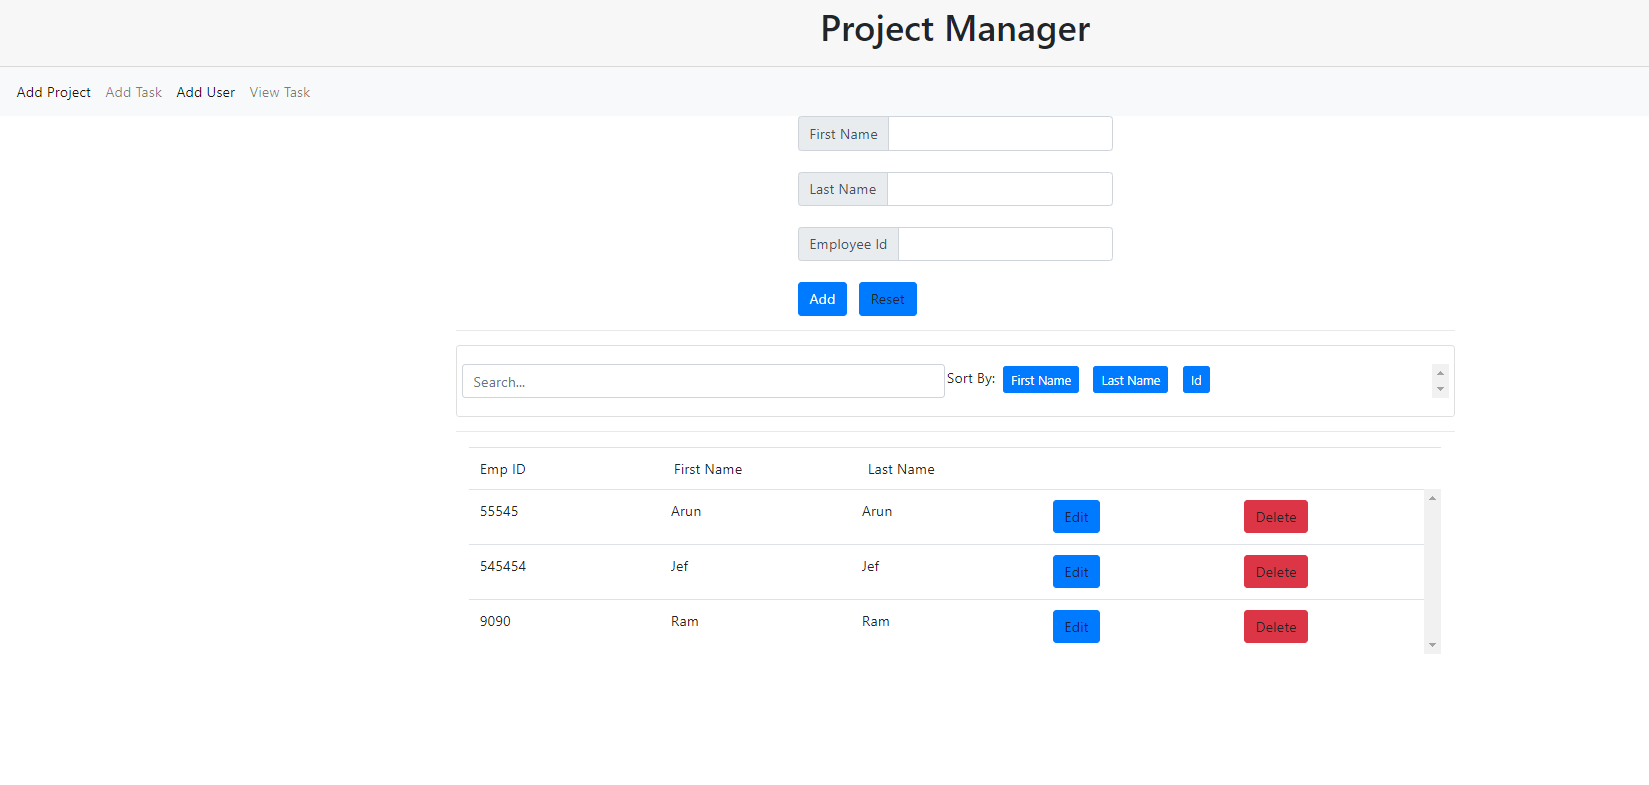 Project Manager
Add Project Add Task Add User View Task
First Name
Last Name
Employee Id
Add Reset
Search... Sort By: First Name Last Name Id
Emp ID First Name Last Name
55545 Arun Arun Edit Delete
545454 Jef Jef Edit Delete
9090 Ram Ram Edit Delete